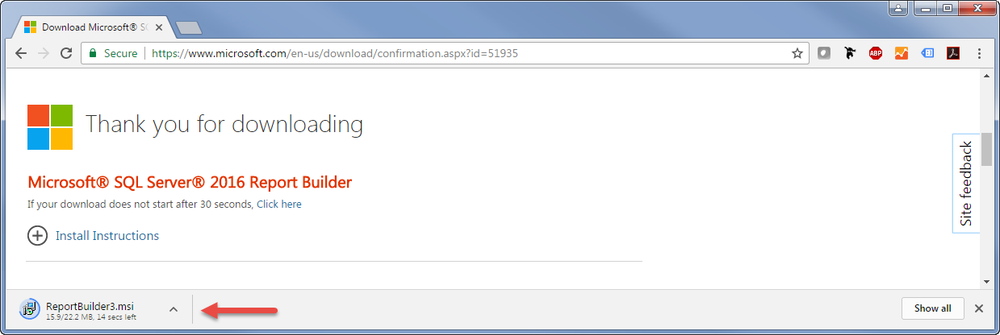 Download Microsoft® SQ
Secure
https://www.microsoft.com/en-us/download/confirmation.aspx?id=51935
ABP
Thank you for downloading
Microsoft® SQL Server® 2016 Report Builder
If your download does not start after 30 seconds, Click here
Install Instructions
Site feedback
ReportBuilder3.msi
15.9/22.2 MB, 14 secs left
Show all